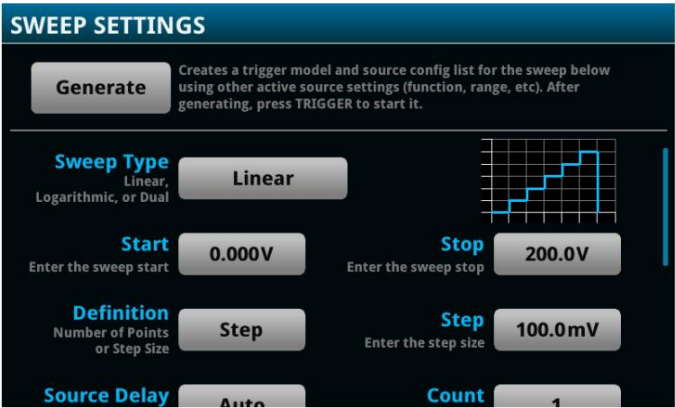 SWEEP SETTINGS
Generate
Creates a trigger model and source config list for the sweep below
using other active source settings (function, range, etc). After
generating, press TRIGGER to start it.
Sweep Type
Linear,
Logarithmic, or Dual
Linear
Start
Enter the sweep start
0.000V
Stop
Enter the sweep stop
200.0V
Definition
Number of Points
or Step Size
Step
Step
Enter the step size
100.0mV
Source Delay
Auto
Count
1